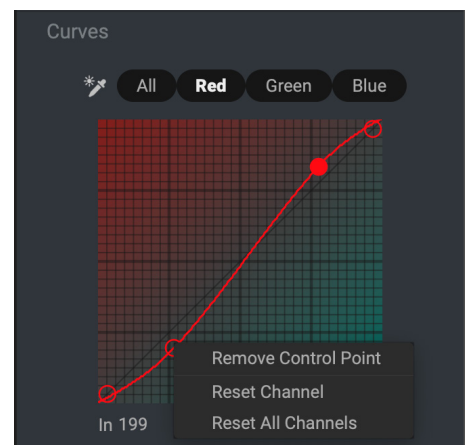 Curves
All Red Green Blue
Remove Control Point
Reset Channel
In 199
Reset All Channels